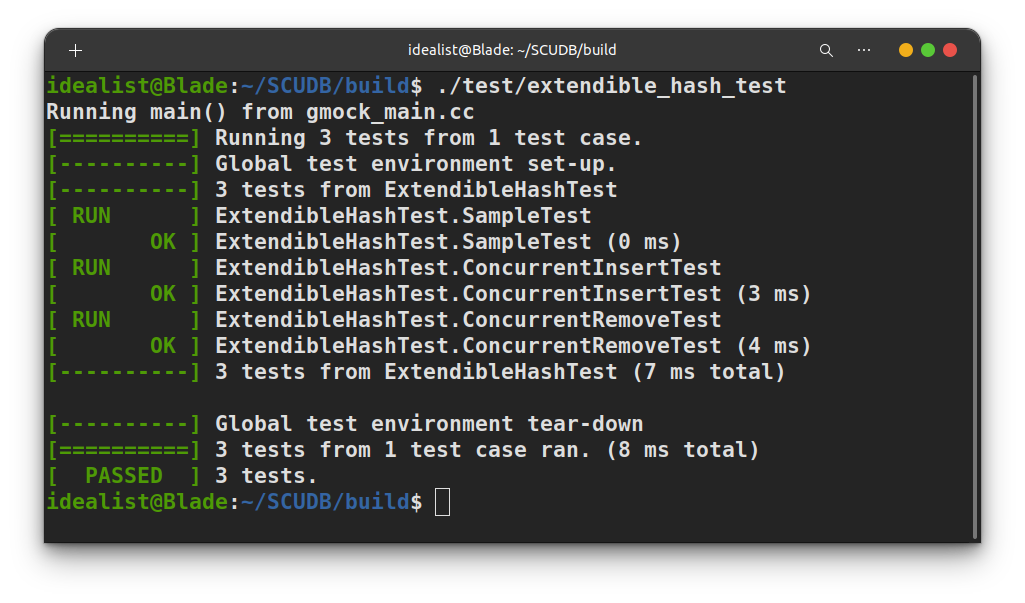 idealist@Blade: ~/SCUDB/build
idealist@Blade:~/SCUDB/build$ ./test/extendible_hash_test
Running main() from gmock_main.cc
[==========] Running 3 tests from 1 test case.
[----------] Global test environment set-up.
[----------] 3 tests from ExtendibleHashTest
[ RUN      ] ExtendibleHashTest.SampleTest
[       OK ] ExtendibleHashTest.SampleTest (0 ms)
[ RUN      ] ExtendibleHashTest.ConcurrentInsertTest
[       OK ] ExtendibleHashTest.ConcurrentInsertTest (3 ms)
[ RUN      ] ExtendibleHashTest.ConcurrentRemoveTest
[       OK ] ExtendibleHashTest.ConcurrentRemoveTest (4 ms)
[----------] 3 tests from ExtendibleHashTest (7 ms total)

[----------] Global test environment tear-down
[==========] 3 tests from 1 test case ran. (8 ms total)
[  PASSED  ] 3 tests.
idealist@Blade:~/SCUDB/build$